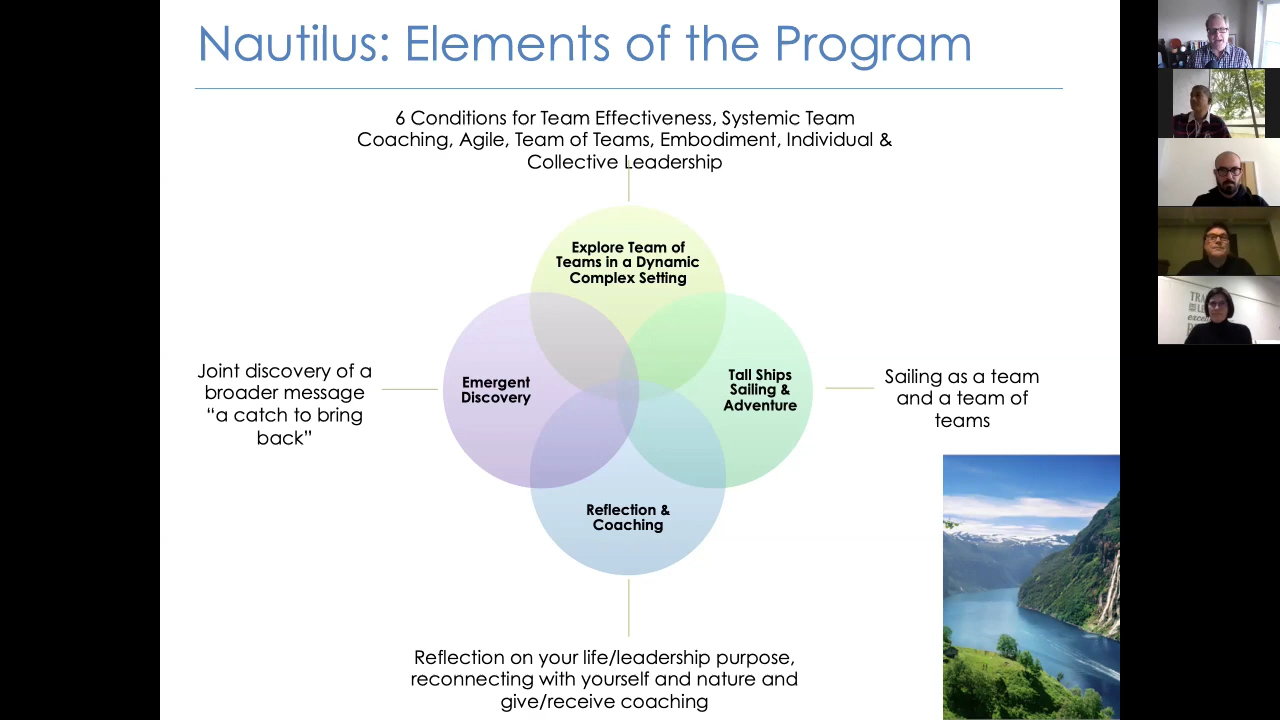 Nautilus: Elements of the Program
6 Conditions for Team Effectiveness, Systemic Team
Coaching, Agile, Team of Teams, Embodiment, Individual &
Collective Leadership
Explore Team of
Teams in a Dynamic
Complex Setting
Joint discovery of a
broader message
“a catch to bring
back”
Emergent
Discovery
Tall Ships
Sailing &
Adventure
Sailing as a team
and a team of
teams
Reflection &
Coaching
Reflection on your life/leadership purpose,
reconnecting with yourself and nature and
give/receive coaching